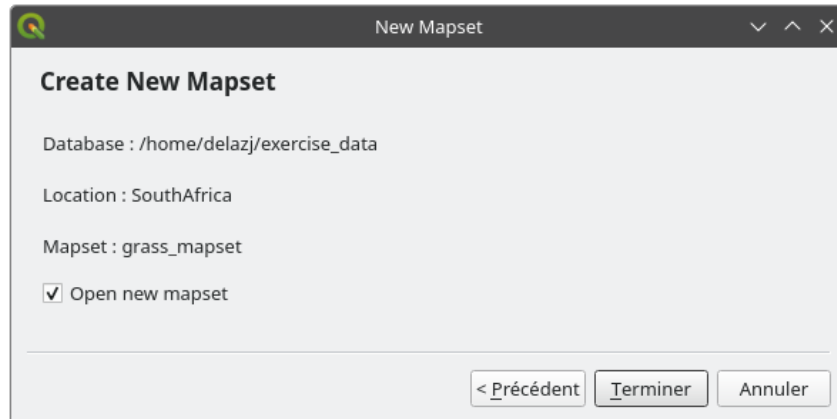 New Mapset
Create New Mapset
Database : /home/delazj/exercise_data
Location : SouthAfrica
Mapset : grass_mapset
Open new mapset
< Précédent Terminer Annuler